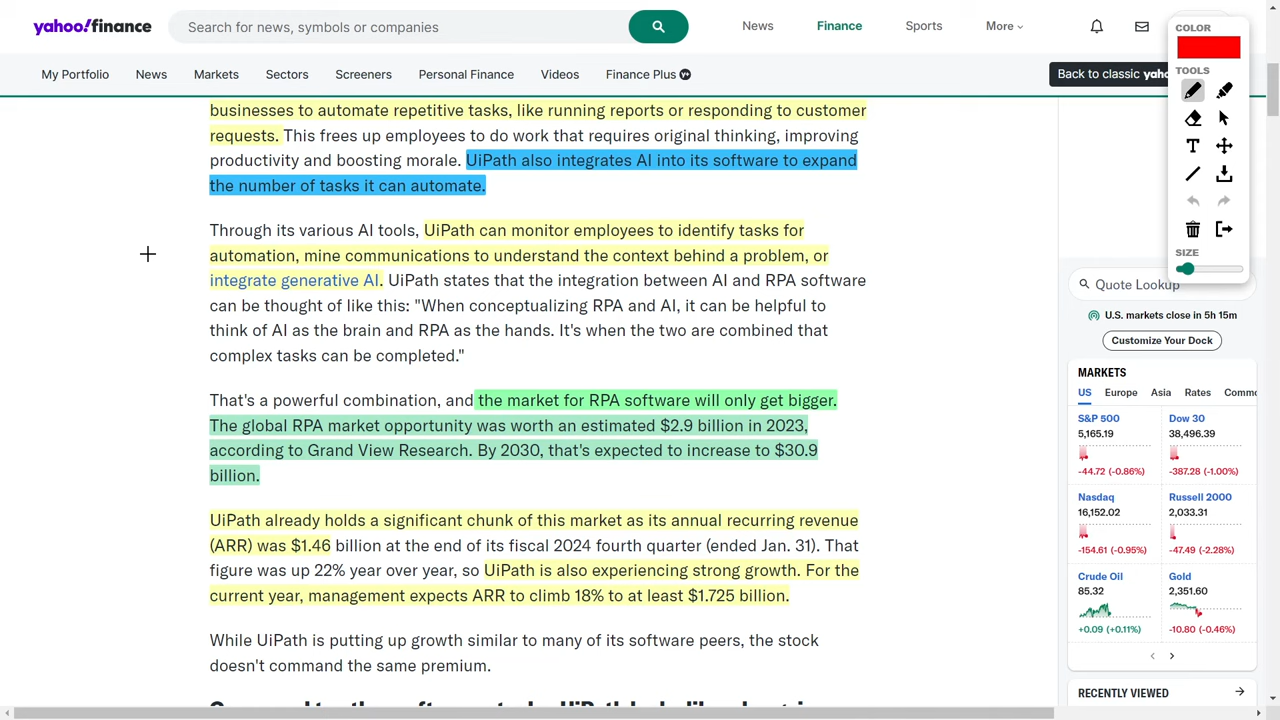 yahoo!finance
Search for news, symbols or companies
News
Finance
Sports
More
My Portfolio
News
Markets
Sectors
Screeners
Personal Finance
Videos
Finance Plus
Back to classic yaho
COLOR
TOOLS
SIZE
businesses to automate repetitive tasks, like running reports or responding to customer
requests. This frees up employees to do work that requires original thinking, improving
productivity and boosting morale. UiPath also integrates AI into its software to expand
the number of tasks it can automate.
Through its various AI tools, UiPath can monitor employees to identify tasks for
automation, mine communications to understand the context behind a problem, or
integrate generative AI. UiPath states that the integration between AI and RPA software
can be thought of like this: "When conceptualizing RPA and AI, it can be helpful to
think of AI as the brain and RPA as the hands. It's when the two are combined that
complex tasks can be completed."
That's a powerful combination, and the market for RPA software will only get bigger.
The global RPA market opportunity was worth an estimated $2.9 billion in 2023,
according to Grand View Research. By 2030, that's expected to increase to $30.9
billion.
UiPath already holds a significant chunk of this market as its annual recurring revenue
(ARR) was $1.46 billion at the end of its fiscal 2024 fourth quarter (ended Jan. 31). That
figure was up 22% year over year, so UiPath is also experiencing strong growth. For the
current year, management expects ARR to climb 18% to at least $1.725 billion.
While UiPath is putting up growth similar to many of its software peers, the stock
doesn't command the same premium.
Quote Lookup
U.S. markets close in 5h 15m
Customize Your Dock
MARKETS
US
Europe
Asia
Rates
Commo
S&P 500
5,165.19
-44.72 (-0.86%)
Dow 30
38,496.39
-387.28 (-1.00%)
Nasdaq
16,152.02
-154.61 (-0.95%)
Russell 2000
2,033.31
-47.49 (-2.28%)
Crude Oil
85.32
+0.09 (+0.11%)
Gold
2,351.60
-10.80 (-0.46%)
RECENTLY VIEWED